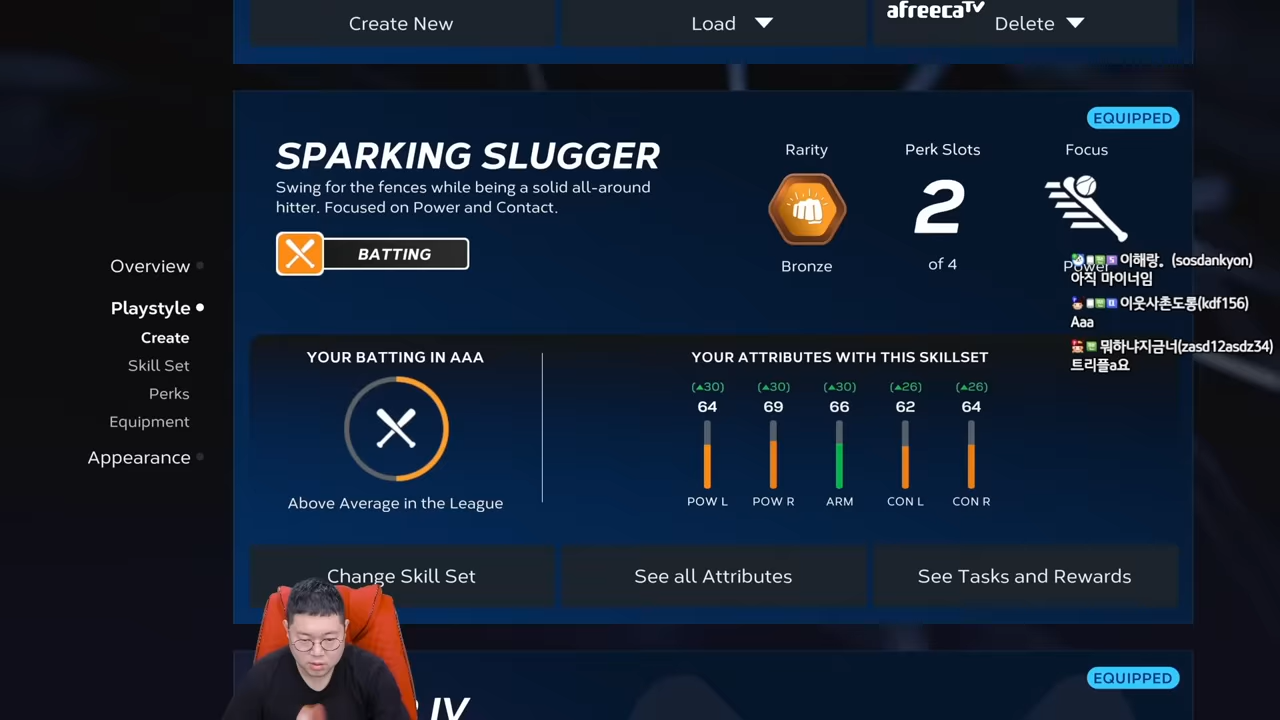 afreecaTV
Create New
Load
Delete
EQUIPPED
SPARKING SLUGGER
Swing for the fences while being a solid all-around
hitter. Focused on Power and Contact.
BATTING
Rarity
Bronze
Perk Slots
2
of 4
Focus
Power
이해랑。(sosdankyon)
아직 마이너임
이웃사촌도롱(kdf156)
Aaa
뭐하냐지금너(zasd12asdz34)
트리플a요
Overview
Playstyle
Create
Skill Set
Perks
Equipment
Appearance
YOUR BATTING IN AAA
Above Average in the League
YOUR ATTRIBUTES WITH THIS SKILLSET
(▲30) (▲30) (▲30) (▲26) (▲26)
64 69 66 62 64
POW L POW R ARM CON L CON R
Change Skill Set
See all Attributes
See Tasks and Rewards
EQUIPPED
IV